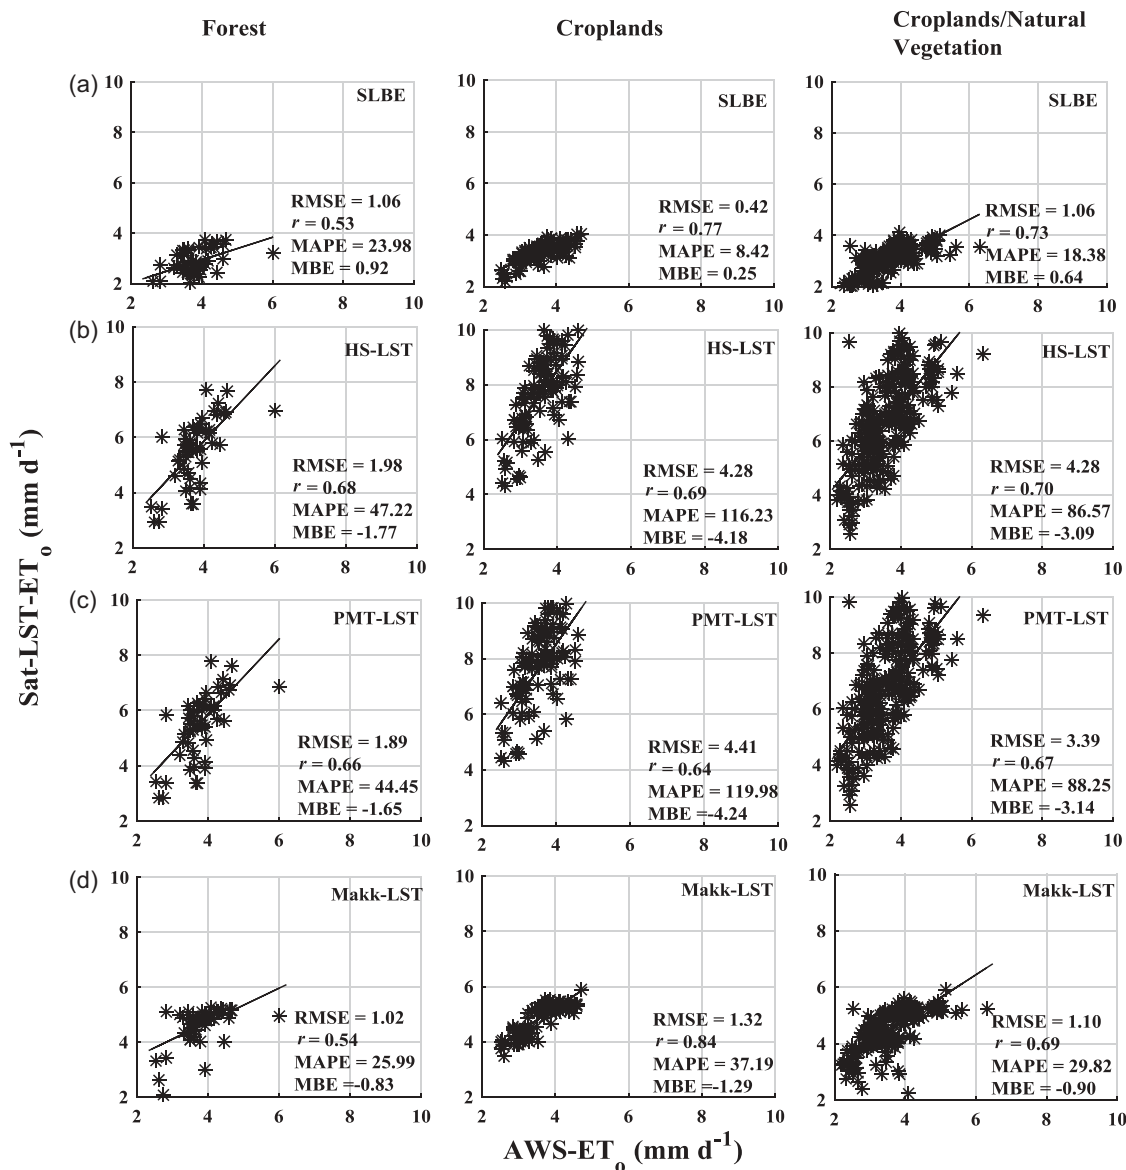 Forest
Croplands
Croplands/Natural
Vegetation
(a)
10
8
6
4
2
2
4
6
8
10
SLBE
RMSE = 1.06
r = 0.53
MAPE = 23.98
MBE = 0.92
10
8
6
4
2
2
4
6
8
10
SLBE
RMSE = 0.42
r = 0.77
MAPE = 8.42
MBE = 0.25
10
8
6
4
2
2
4
6
8
10
SLBE
RMSE = 1.06
r = 0.73
MAPE = 18.38
MBE = 0.64
(b)
10
8
6
4
2
2
4
6
8
10
HS-LST
RMSE = 1.98
r = 0.68
MAPE = 47.22
MBE = -1.77
10
8
6
4
2
2
4
6
8
10
HS-LST
RMSE = 4.28
r = 0.69
MAPE = 116.23
MBE = -4.18
10
8
6
4
2
2
4
6
8
10
HS-LST
RMSE = 4.28
r = 0.70
MAPE = 86.57
MBE = -3.09
Sat-LST-ETo (mm d-1)
(c)
10
8
6
4
2
2
4
6
8
10
PMT-LST
RMSE = 1.89
r = 0.66
MAPE = 44.45
MBE = -1.65
10
8
6
4
2
2
4
6
8
10
PMT-LST
RMSE = 4.41
r = 0.64
MAPE = 119.98
MBE = -4.24
10
8
6
4
2
2
4
6
8
10
PMT-LST
RMSE = 3.39
r = 0.67
MAPE = 88.25
MBE = -3.14
(d)
10
8
6
4
2
2
4
6
8
10
Makk-LST
RMSE = 1.02
r = 0.54
MAPE = 25.99
MBE =-0.83
10
8
6
4
2
2
4
6
8
10
Makk-LST
RMSE = 1.32
r = 0.84
MAPE = 37.19
MBE = -1.29
10
8
6
4
2
2
4
6
8
10
Makk-LST
RMSE = 1.10
r = 0.69
MAPE = 29.82
MBE = -0.90
AWS-ETo (mm d-1)